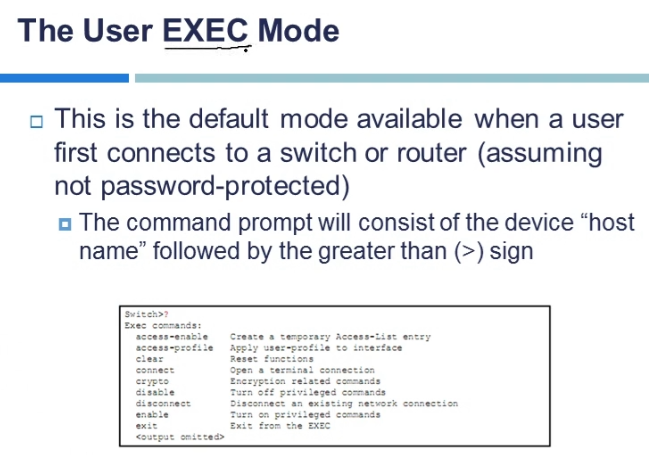 The User EXEC Mode
This is the default mode available when a user
first connects to a switch or router (assuming
not password-protected)
The command prompt will consist of the device “host
name” followed by the greater than (>) sign
Switch>?
Exec commands:
access-enable Create a temporary Access-List entry
access-profile Apply user-profile to interface
clear Reset functions
connect Open a terminal connection
crypto Encryption related commands
disable Turn off privileged commands
disconnect Disconnect an existing network connection
enable Turn on privileged commands
exit Exit from the EXEC
<output omitted>